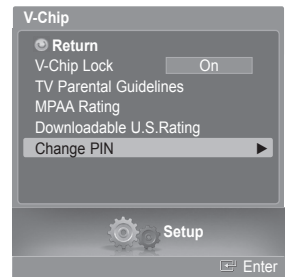 V-Chip
Return
V-Chip Lock On
TV Parental Guidelines
MPAA Rating
Downloadable U.S.Rating
Change PIN ►
Setup
Enter